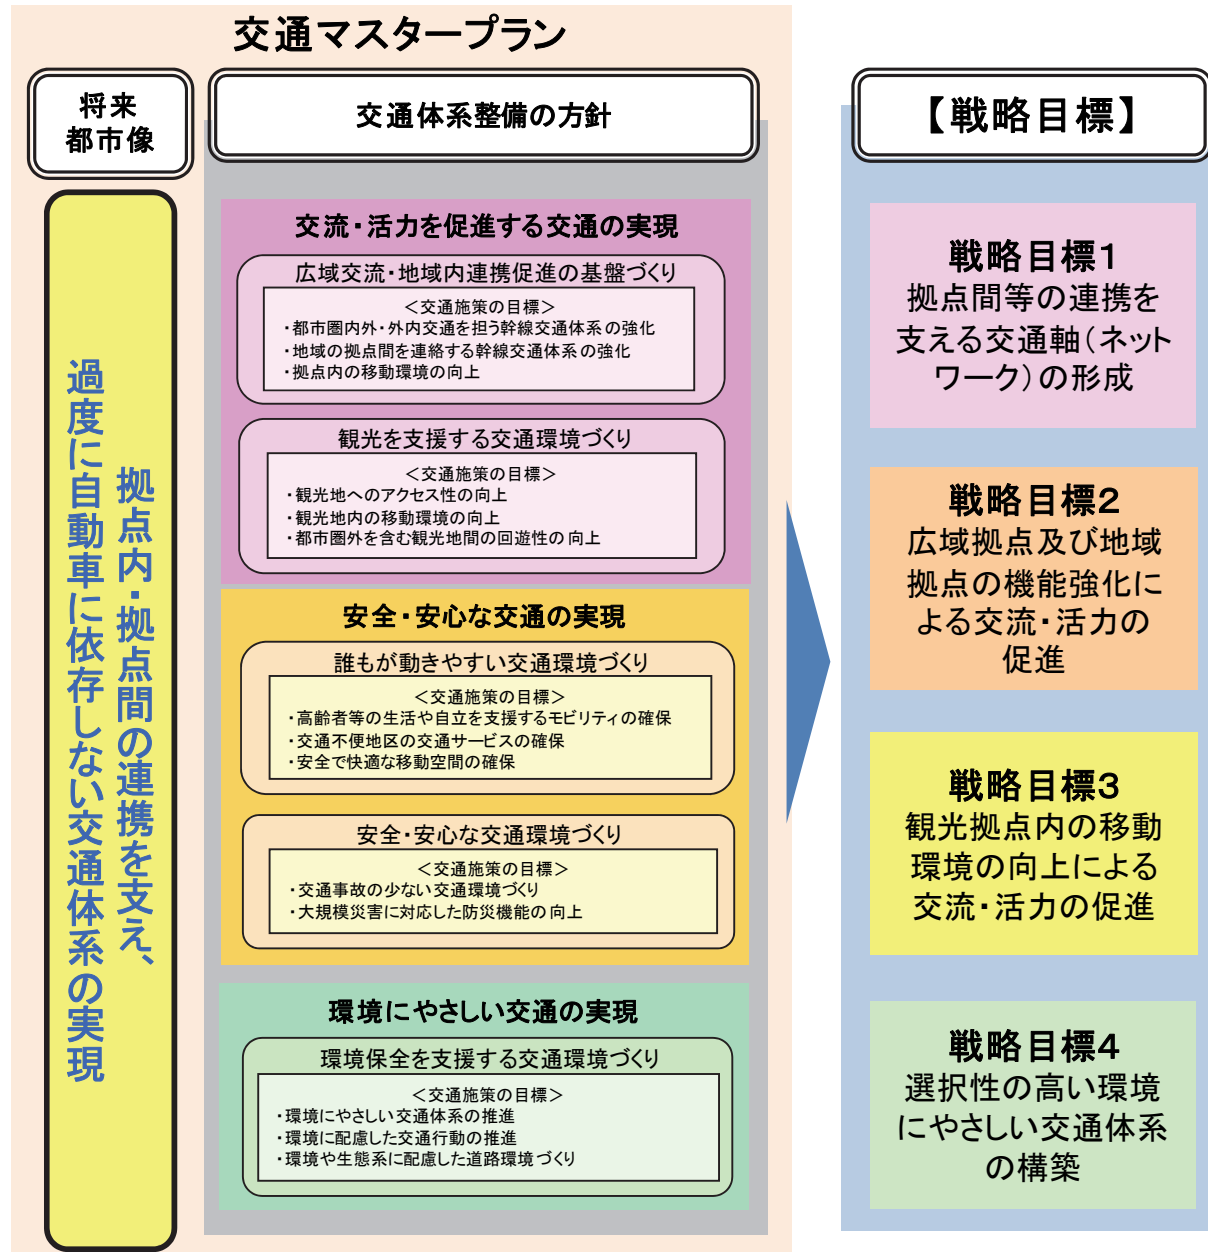 交通マスタープラン
将来
都市像
拠点内・拠点間の連携を支え、
過度に自動車に依存しない交通体系の実現
交通体系整備の方針
交流・活力を促進する交通の実現
広域交流・地域内連携促進の基盤づくり
＜交通施策の目標＞
・都市圏内外・外内交通を担う幹線交通体系の強化
・地域の拠点間を連絡する幹線交通体系の強化
・拠点内の移動環境の向上
観光を支援する交通環境づくり
＜交通施策の目標＞
・観光地へのアクセス性の向上
・観光地内の移動環境の向上
・都市圏外を含む観光地間の回遊性の向上
安全・安心な交通の実現
誰もが動きやすい交通環境づくり
＜交通施策の目標＞
・高齢者等の生活や自立を支援するモビリティの確保
・交通不便地区の交通サービスの確保
・安全で快適な移動空間の確保
安全・安心な交通環境づくり
＜交通施策の目標＞
・交通事故の少ない交通環境づくり
・大規模災害に対応した防災機能の向上
環境にやさしい交通の実現
環境保全を支援する交通環境づくり
＜交通施策の目標＞
・環境にやさしい交通体系の推進
・環境に配慮した交通行動の推進
・環境や生態系に配慮した道路環境づくり
【戦略目標】
戦略目標１
拠点間等の連携を
支える交通軸（ネット
ワーク）の形成
戦略目標２
広域拠点及び地域
拠点の機能強化に
よる交流・活力の
促進
戦略目標３
観光拠点内の移動
環境の向上による
交流・活力の促進
戦略目標４
選択性の高い環境
にやさしい交通体系
の構築